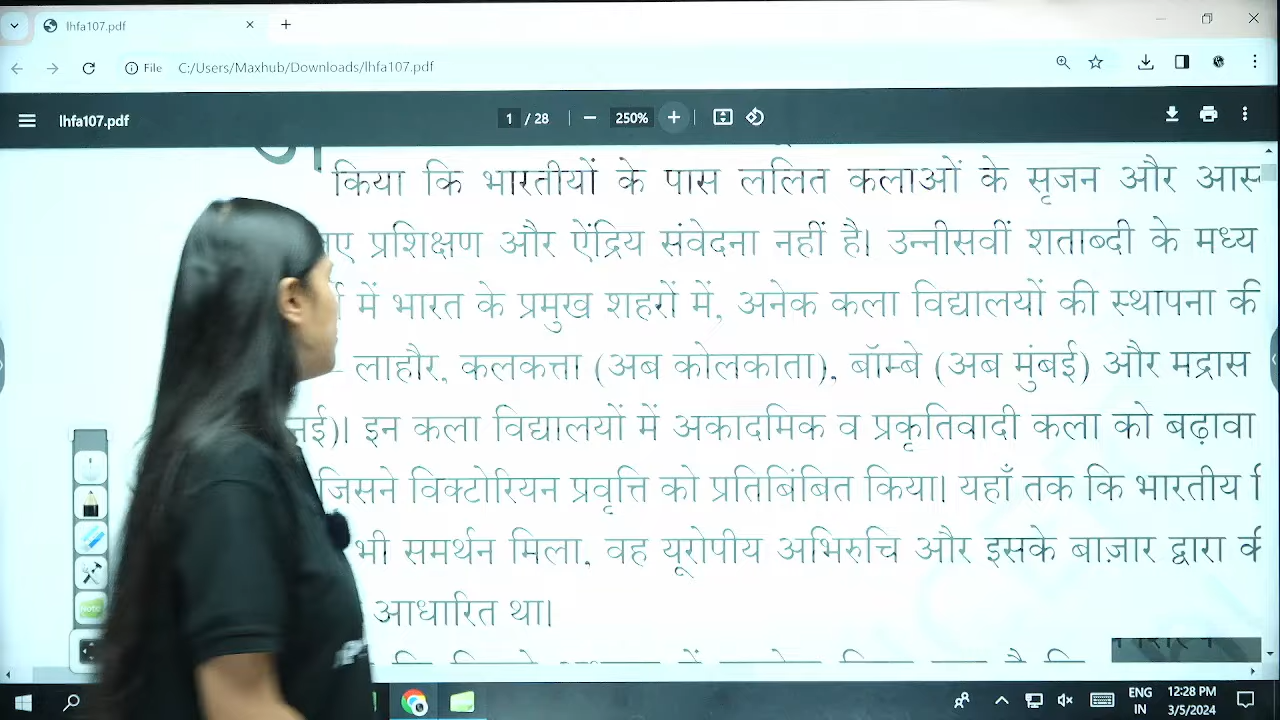 lhfa107.pdf
File C:/Users/Maxhub/Downloads/lhfa107.pdf
lhfa107.pdf 1 / 28 250%
किया कि भारतीयों के पास ललित कलाओं के सृजन और
प्रशिक्षण और ऐंद्रिय संवेदना नहीं है। उन्नीसवीं शताब्दी के मध्य
में भारत के प्रमुख शहरों में, अनेक कला विद्यालयों की स्थापना की
– लाहौर, कलकत्ता (अब कोलकाता), बॉम्बे (अब मुंबई) और मद्रास
इन कला विद्यालयों में अकादमिक व प्रकृतिवादी कला को बढ़ावा
जिसने विक्टोरियन प्रवृत्ति को प्रतिबिंबित किया। यहाँ तक कि भारतीय
भी समर्थन मिला, वह यूरोपीय अभिरुचि और इसके बाज़ार द्वारा
आधारित था।
Note
ENG 12:28 PM
IN 3/5/2024